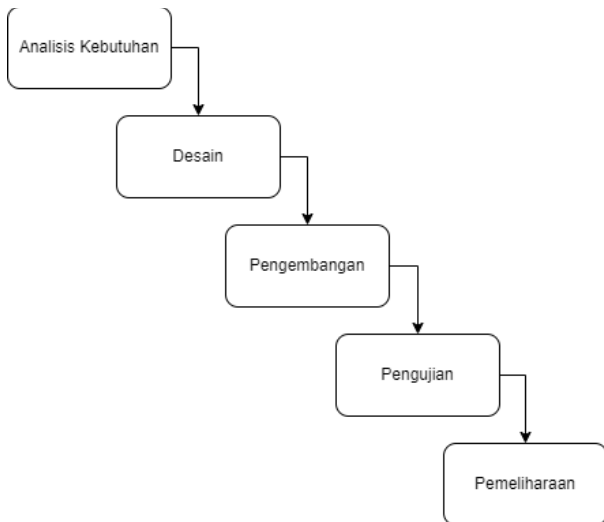 Analisis Kebutuhan
Desain
Pengembangan
Pengujian
Pemeliharaan